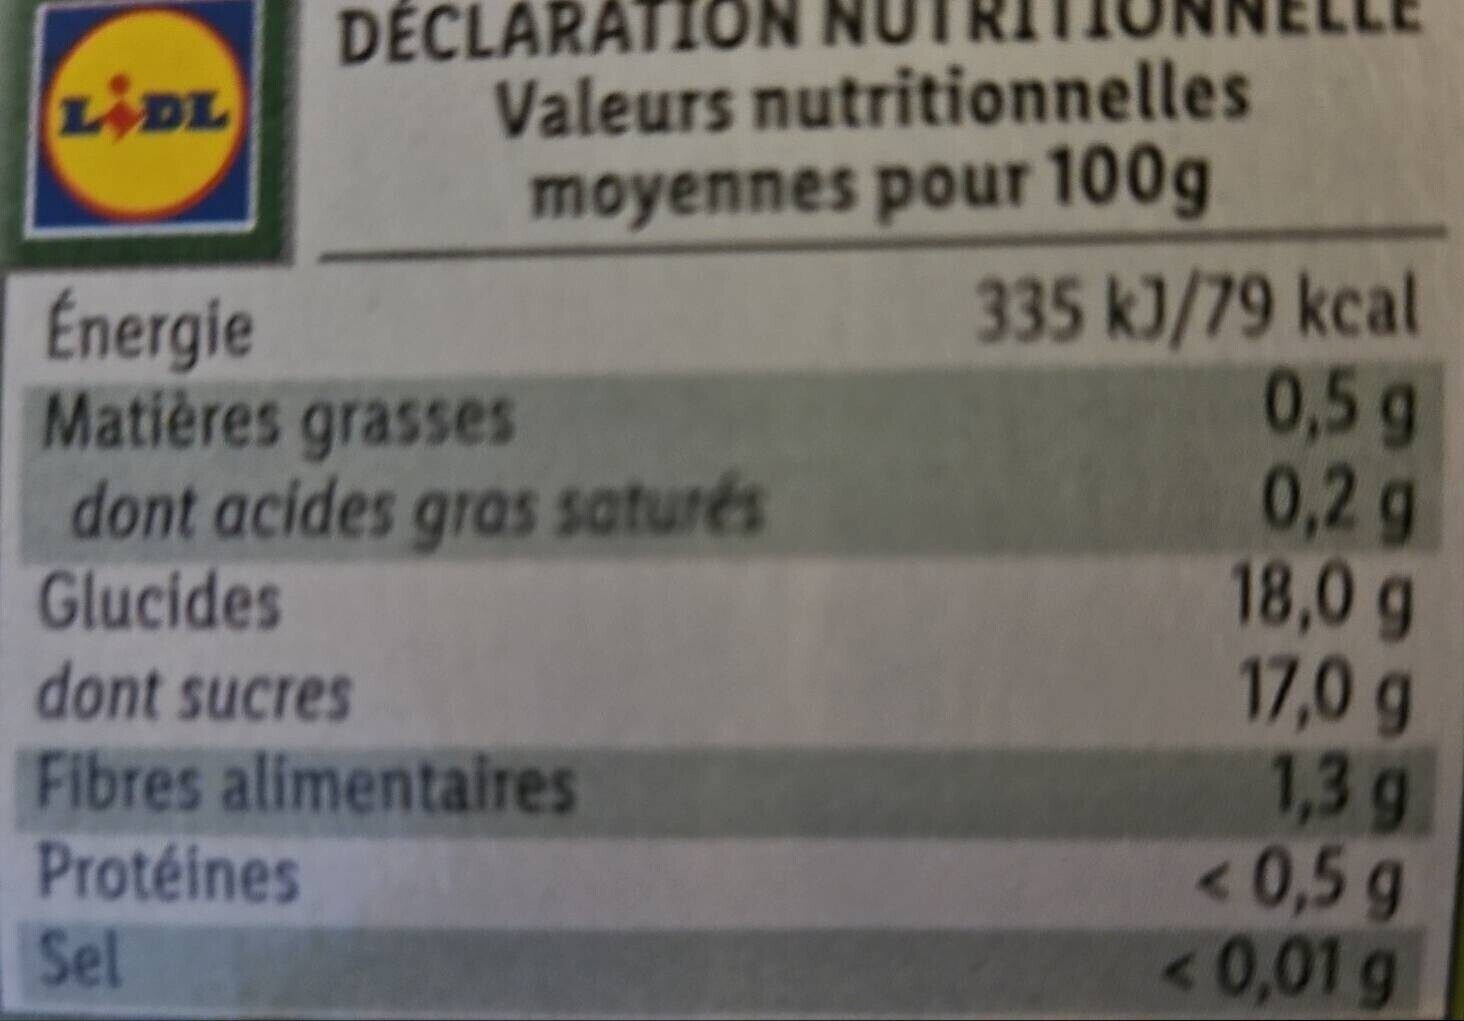 LIDL
DÉCLARATION NUTRITIONNELLE
Valeurs nutritionnelles
moyennes pour 100g
Énergie 335 kJ/79 kcal
Matières grasses 0,5 g
dont acides gras saturés 0,2 g
Glucides 18,0 g
dont sucres 17,0 g
Fibres alimentaires 1,3 g
Protéines < 0,5 g
Sel < 0,01 g